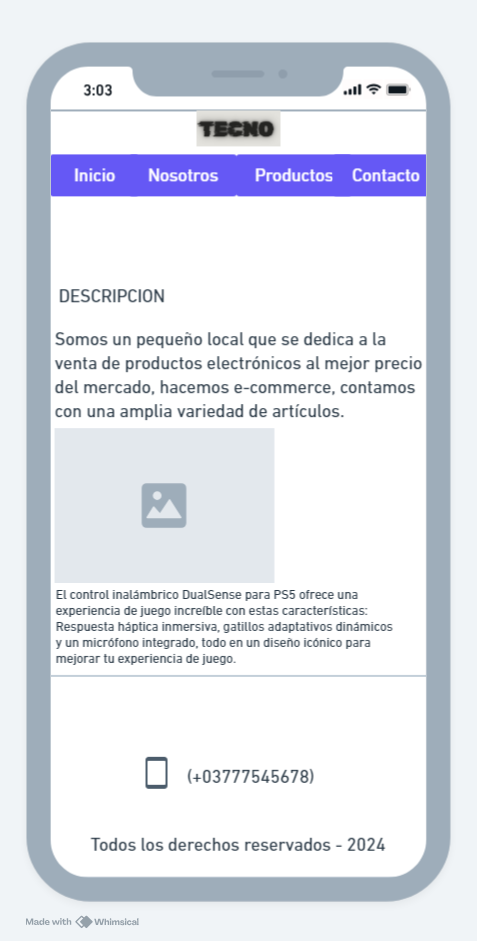 3:03
TECNO
Inicio Nosotros Productos Contacto
DESCRIPCION
Somos un pequeño local que se dedica a la
venta de productos electrónicos al mejor precio
del mercado, hacemos e-commerce, contamos
con una amplia variedad de artículos.
El control inalámbrico DualSense para PS5 ofrece una
experiencia de juego increíble con estas características:
Respuesta háptica inmersiva, gatillos adaptativos dinámicos
y un micrófono integrado, todo en un diseño icónico para
mejorar tu experiencia de juego.
(+03777545678)
Todos los derechos reservados - 2024
Made with Whimsical